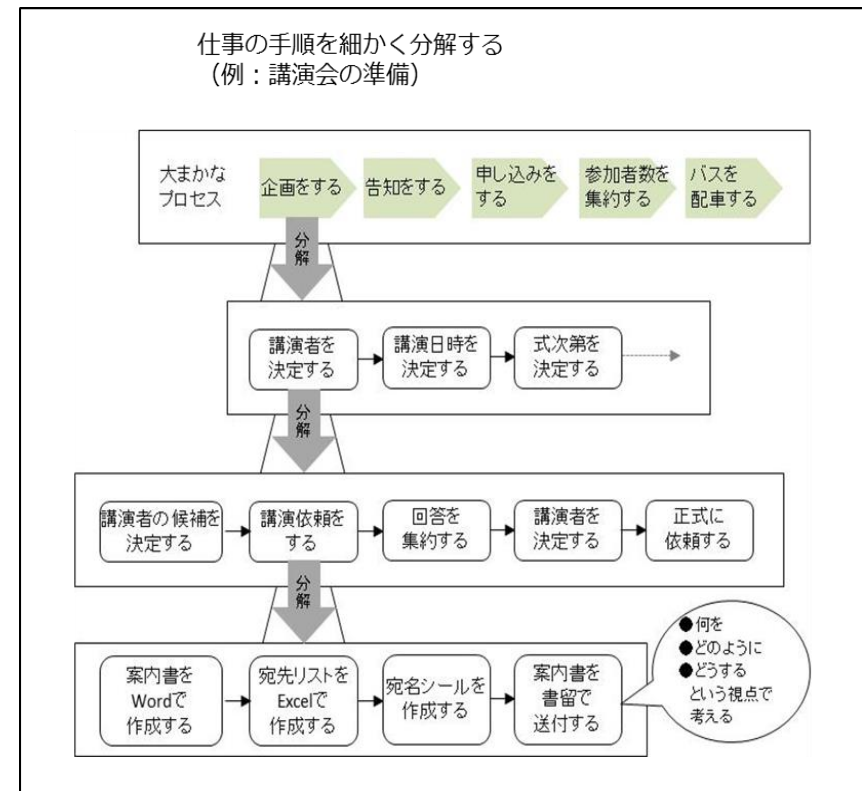 仕事の手順を細かく分解する
（例：講演会の準備）
大まかな
プロセス
企画をする
告知をする
申し込みを
する
参加者数を
集約する
バスを
配車する
分
解
講演者を
決定する
講演日時を
決定する
式次第を
決定する
分
解
講演者の候補を
決定する
講演依頼を
する
回答を
集約する
講演者を
決定する
正式に
依頼する
分
解
案内書を
Wordで
作成する
宛先リストを
Excelで
作成する
宛名シールを
作成する
案内書を
書留で
送付する
●何を
●どのように
●どうする
という視点で
考える